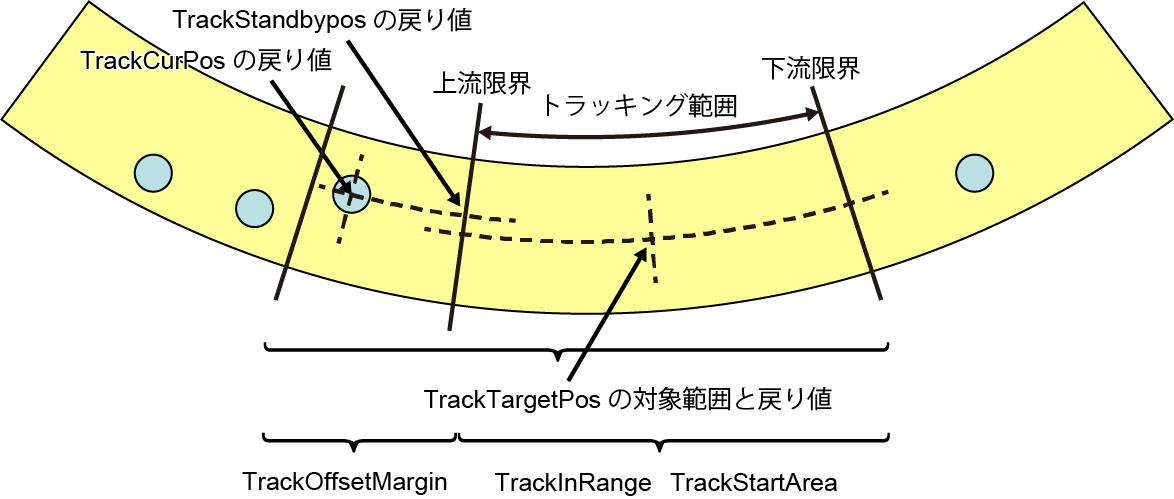 TrackStandbypos の戻り値
TrackCurPos の戻り値
上流限界
下流限界
トラッキング範囲
TrackTargetPos の対象範囲と戻り値
TrackOffsetMargin
TrackInRange TrackStartArea